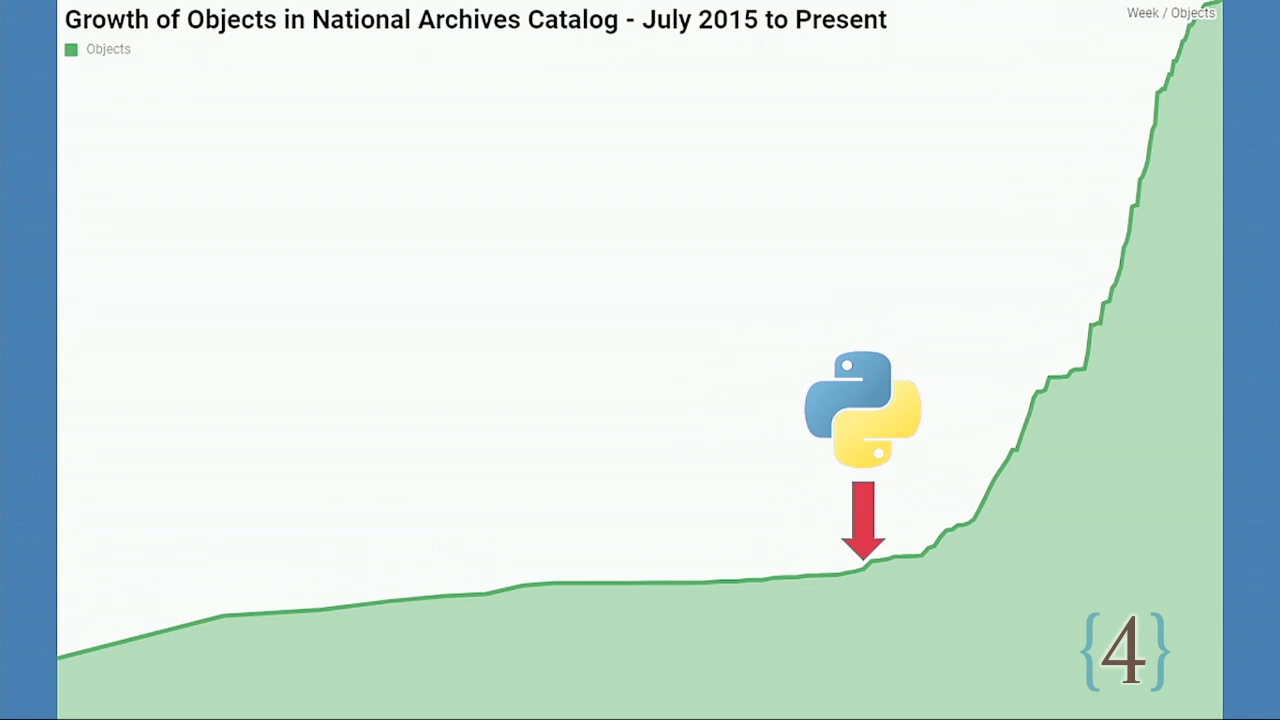 Growth of Objects in National Archives Catalog - July 2015 to Present
Week / Objects
Objects
{4}